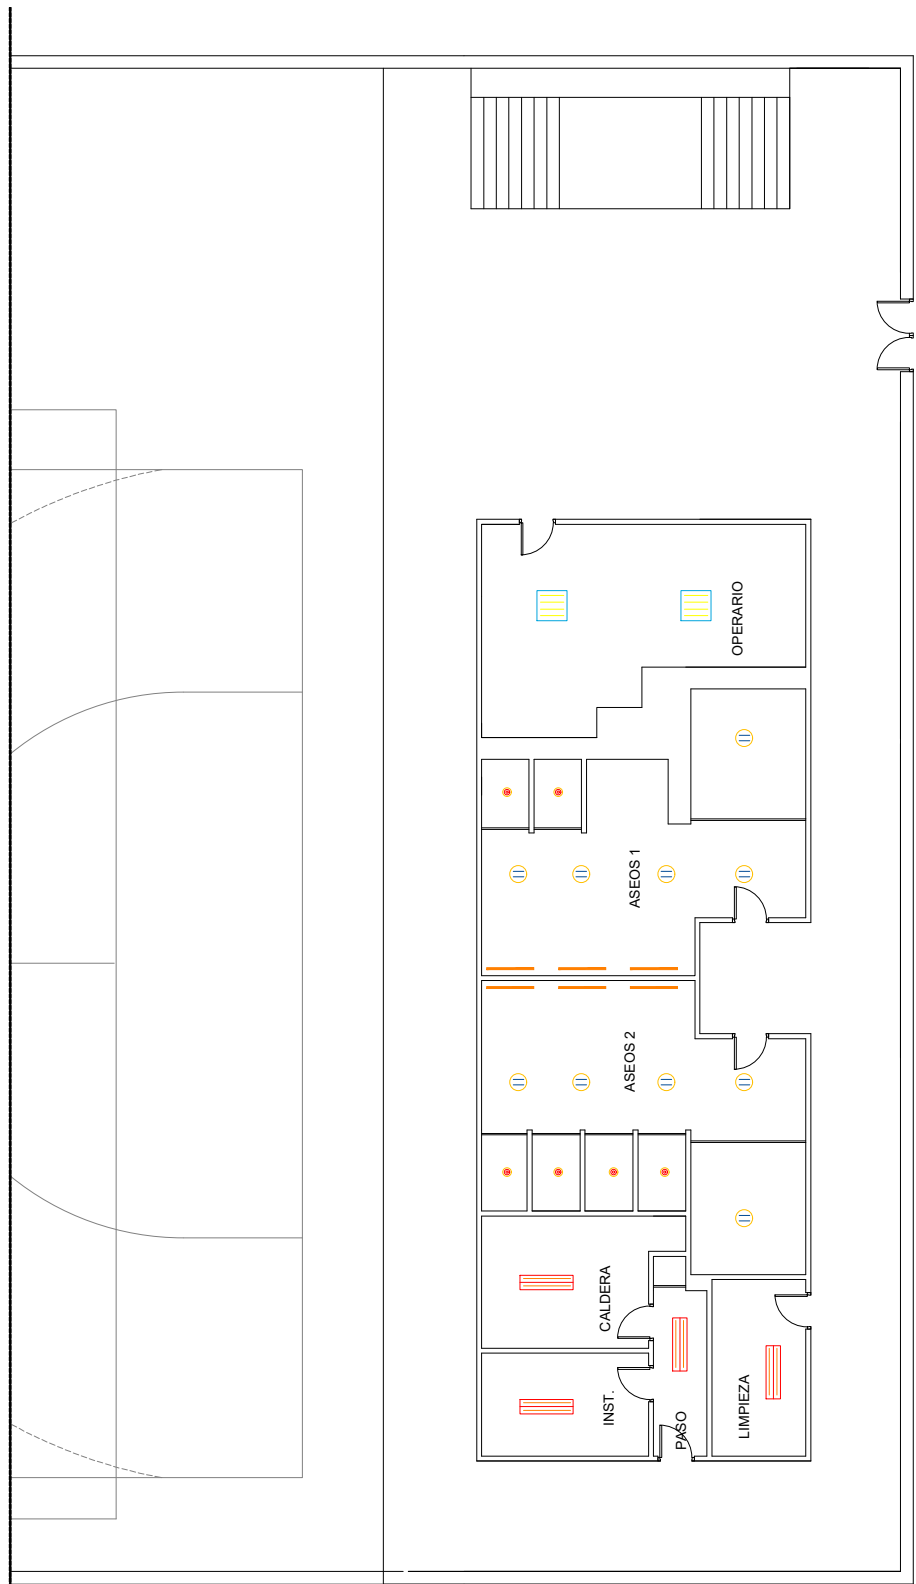 OPERARIO
ASEOS 1
ASEOS 2
CALDERA
INST.
PASO
LIMPIEZA